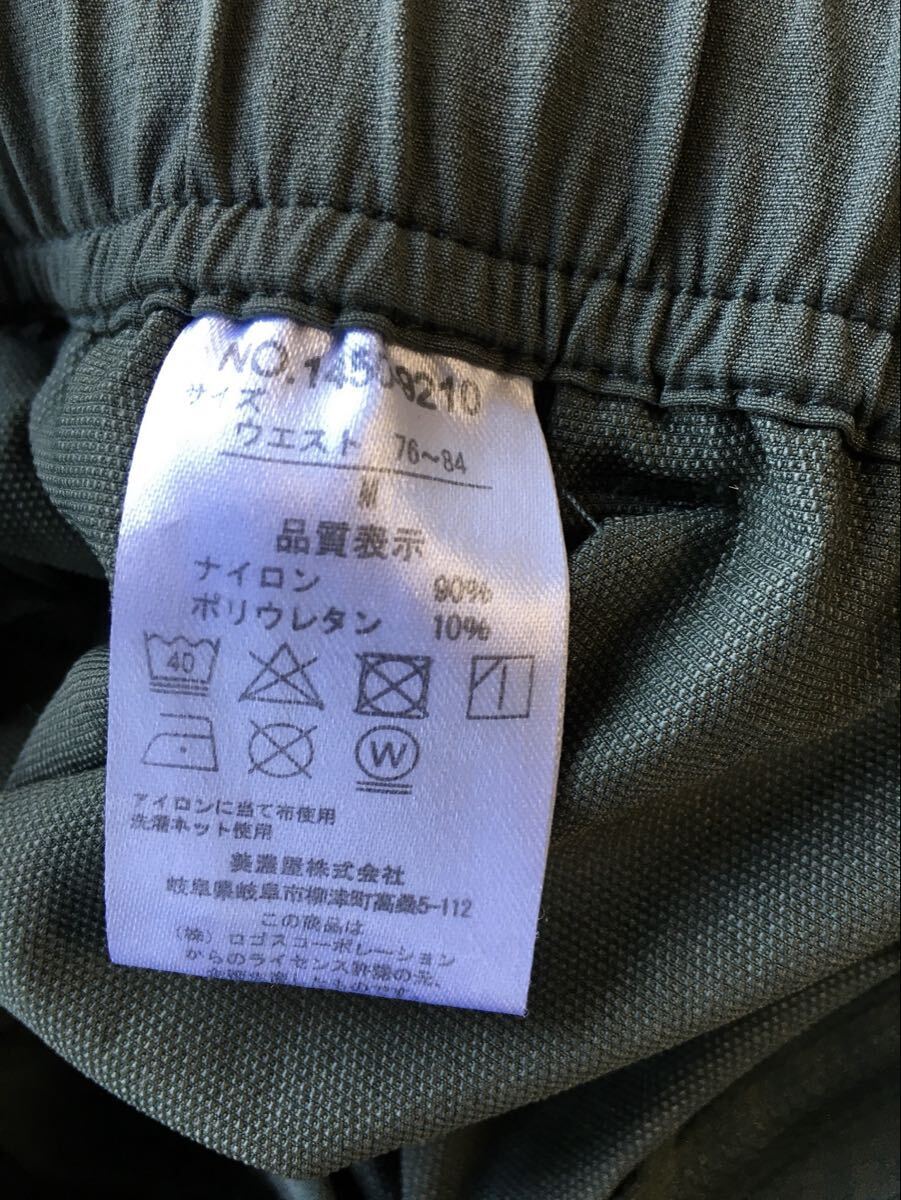 NO.14509210
サイズ
ウエスト 76〜84
M
品質表示
ナイロン 90%
ポリウレタン 10%
40
W
アイロンに当て布使用
洗濯ネット使用
美濃屋株式会社
岐阜県岐阜市柳津町高桑5-112
この商品は
（株）ロゴスコーポレーション
からのライセンス許諾の元、